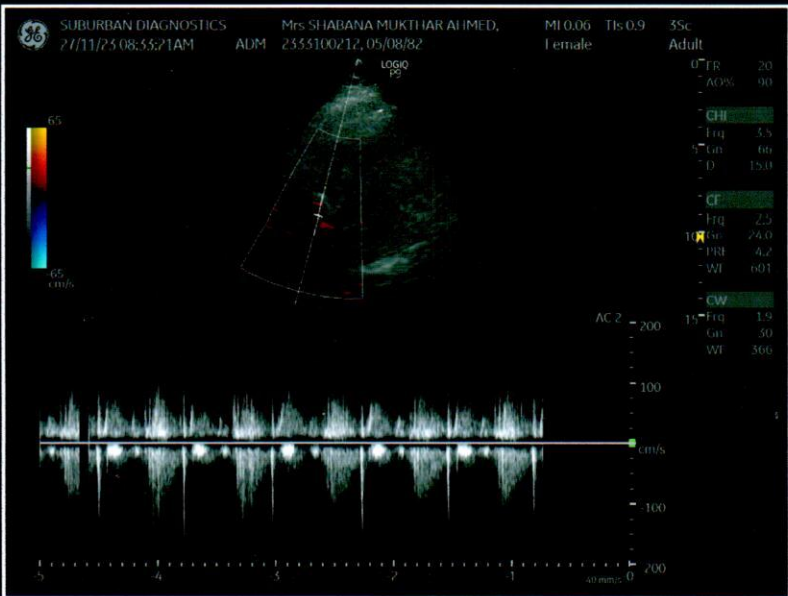 SUBURBAN DIAGNOSTICS
Mrs SHABANA MUKTHAR AHMED,
MI 0.06 TIs 0.9 3Sc
27/11/23 08:33:21AM ADM 2333100212, 05/08/82
Female Adult
LOGIQ
P9
65
-65
cm/s
0
5
10
15
FR 20
AO% 90
CHI
Frq 3.5
Gn 66
D 15.0
CF
Frq 2.5
Gn 24.0
PRF 4.2
WF 601
CW
Frq 1.9
Gn 30
WF 366
AC 2
200
100
cm/s
-100
-200
-5 -4 -3 -2 -1 0
40 mm/s